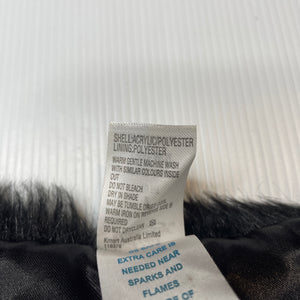 SHELL:ACRYLIC/POLYESTER
LINING:POLYESTER
WARM GENTLE MACHINE WASH
WITH SIMILAR COLOURS INSIDE
OUT
DO NOT BLEACH
DRY IN SHADE
MAY BE TUMBLE DRIED
WARM IRON ON REVERSE SIDE IF
REQUIRED
DO NOT DRYCLEAN
Kmart Australia Limited
EXTRA CARE IS
NEEDED NEAR
SPARKS AND
FLAMES